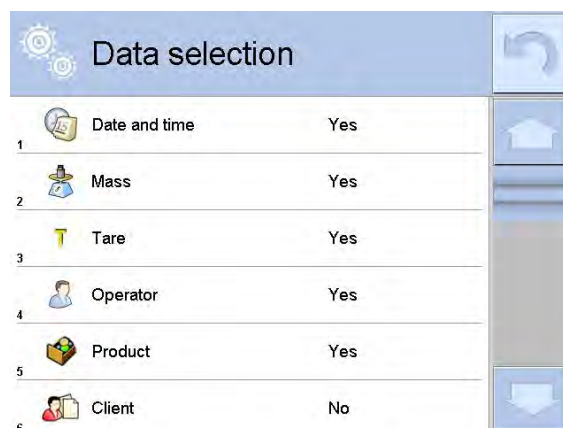 Data selection
Date and time Yes
1
Mass Yes
2
T Tare Yes
3
Operator Yes
4
Product Yes
5
Client No
6